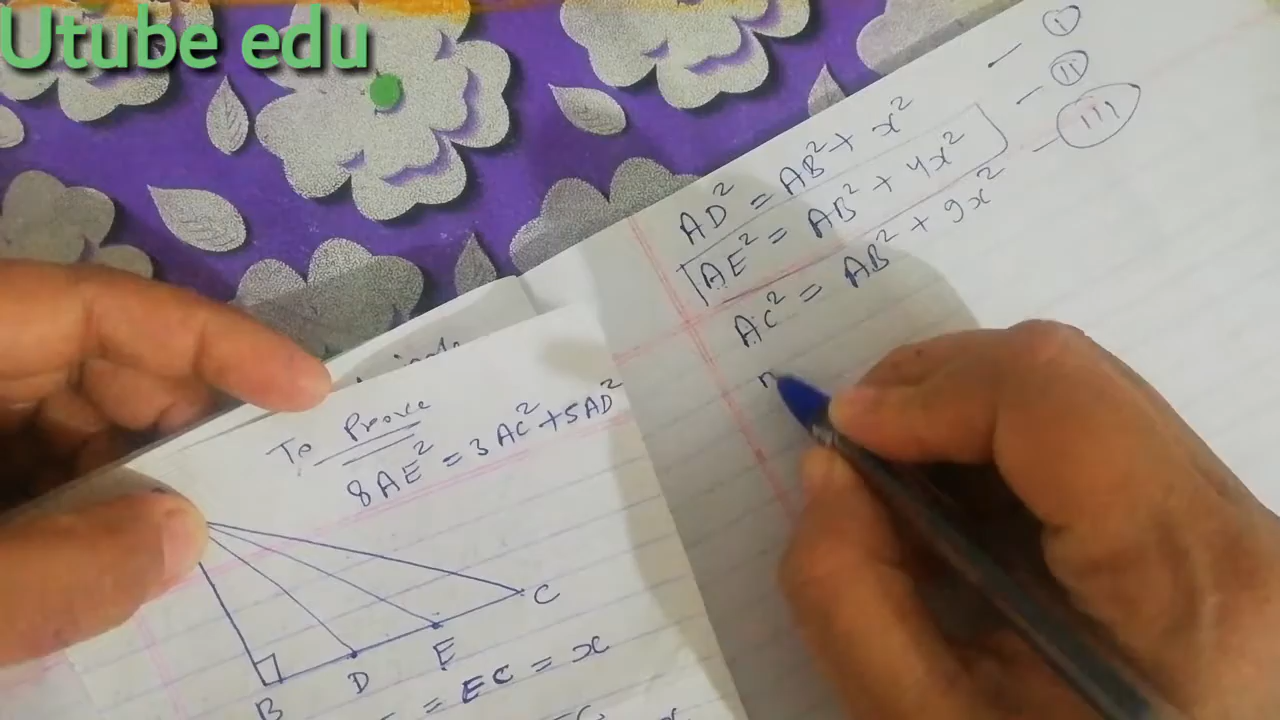 Utube edu
AD² = AB² + x² — (i)
AE² = AB² + 4x² — (ii)
AC² = AB² + 9x² — (iii)
To Prove
8AE² = 3AC² + 5AD²
C
E
D
B
= EC = x